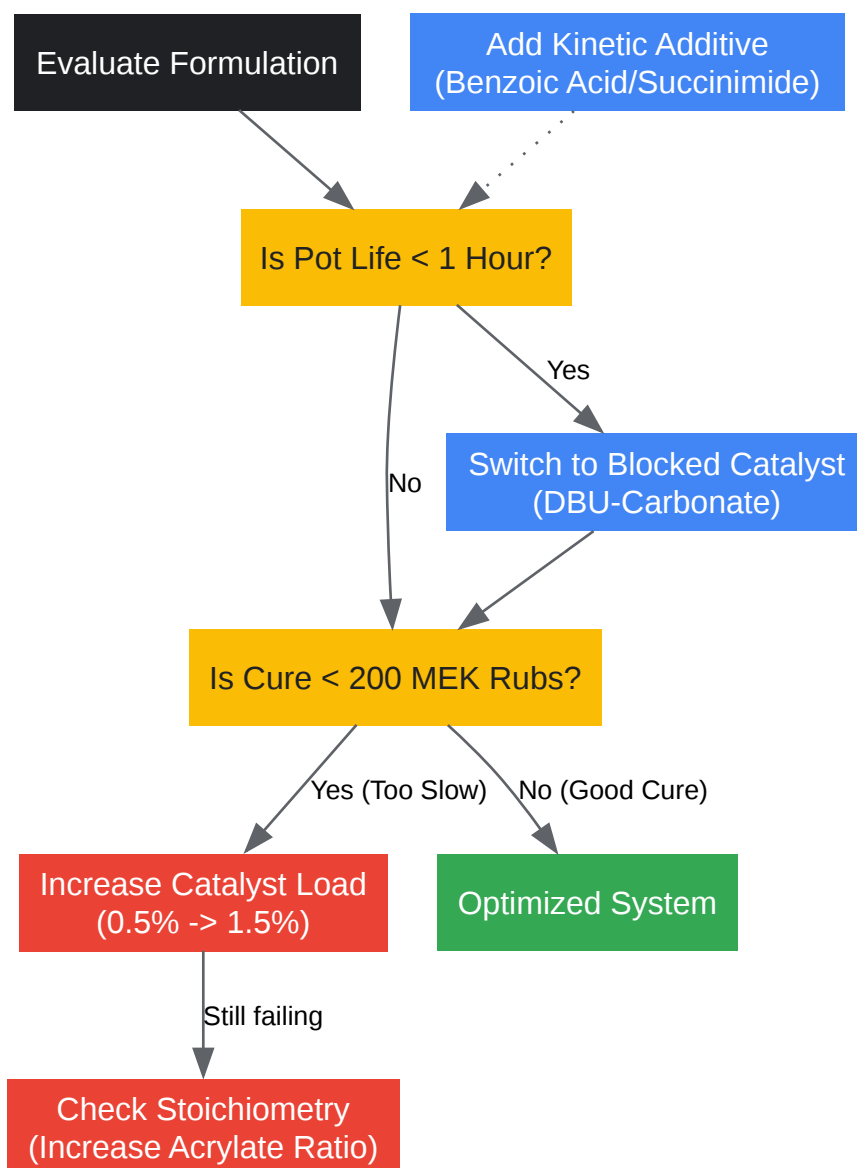 Evaluate Formulation
Add Kinetic Additive
(Benzoic Acid/Succinimide)
Is Pot Life < 1 Hour?
Yes
Switch to Blocked Catalyst
(DBU-Carbonate)
No
Is Cure < 200 MEK Rubs?
Yes (Too Slow)
No (Good Cure)
Increase Catalyst Load
(0.5% -> 1.5%)
Optimized System
Still failing
Check Stoichiometry
(Increase Acrylate Ratio)